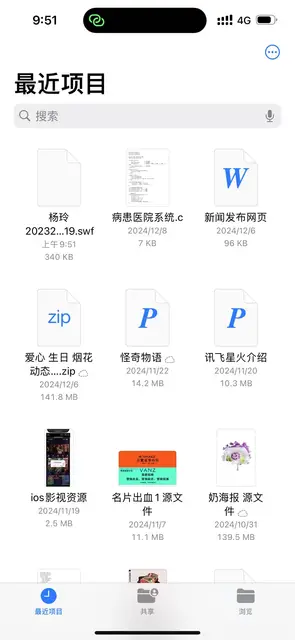 9:51
4G
最近项目
搜索
杨玲
20232...19.swf
上午9:51
340 KB
病患医院系统.c
2024/12/8
7 KB
W
新闻发布网页
2024/12/6
96 KB
zip
爱心 生日 烟花
动态....zip
2024/12/6
141.8 MB
P
怪奇物语
2024/11/22
14.2 MB
P
讯飞星火介绍
2024/11/20
10.3 MB
ios影视资源
2024/11/19
2.5 MB
VANZ
名片出血1 源文
件
2024/11/7
11.1 MB
奶海报 源文
件
2024/10/31
139.5 MB
最近项目
共享
浏览